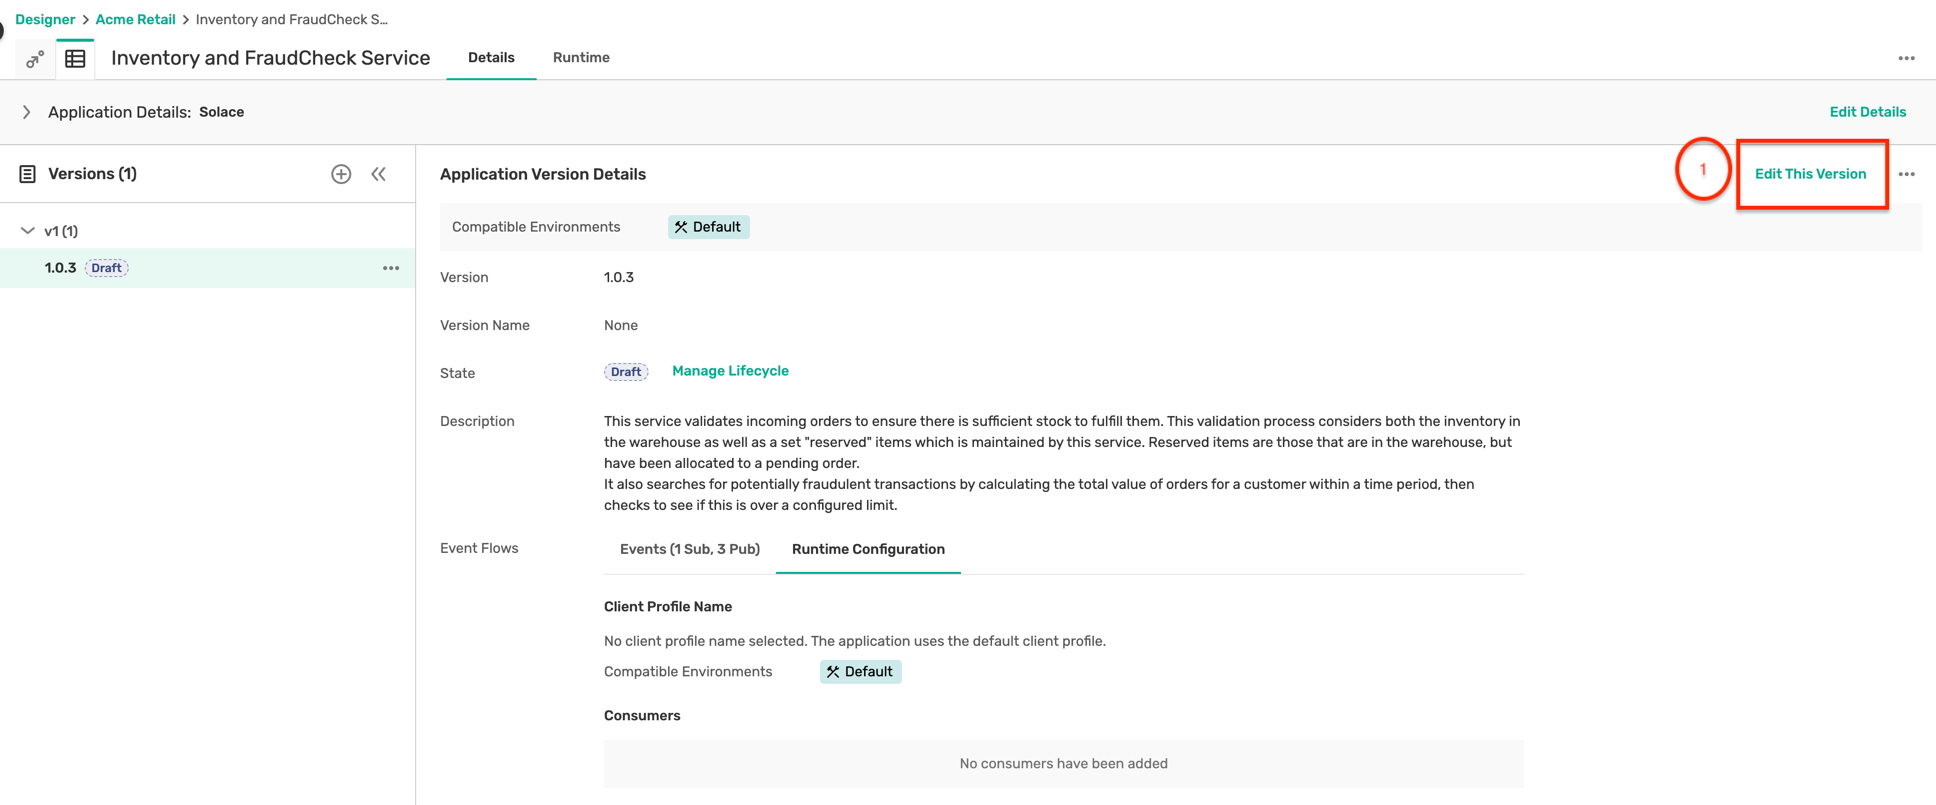 Designer > Acme Retail > Inventory and FraudCheck S...
Inventory and FraudCheck Service Details Runtime
Application Details: Solace Edit Details
Versions (1)
v1 (1)
1.0.3 Draft
Application Version Details 1 Edit This Version
Compatible Environments Default
Version 1.0.3
Version Name None
State Draft Manage Lifecycle
Description This service validates incoming orders to ensure there is sufficient stock to fulfill them. This validation process considers both the inventory in
the warehouse as well as a set "reserved" items which is maintained by this service. Reserved items are those that are in the warehouse, but
have been allocated to a pending order.
It also searches for potentially fraudulent transactions by calculating the total value of orders for a customer within a time period, then
checks to see if this is over a configured limit.
Event Flows Events (1 Sub, 3 Pub) Runtime Configuration
Client Profile Name
No client profile name selected. The application uses the default client profile.
Compatible Environments Default
Consumers
No consumers have been added